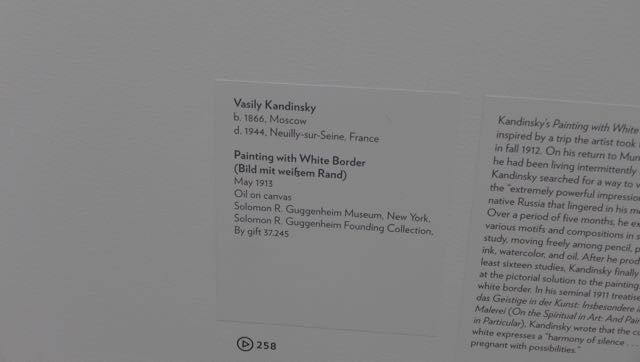 Vasily Kandinsky
b. 1866, Moscow
d. 1944, Neuilly-sur-Seine, France
Painting with White Border
(Bild mit weißem Rand)
May 1913
Oil on canvas
Solomon R. Guggenheim Museum, New York,
Solomon R. Guggenheim Founding Collection,
By gift 37.245
258
Kandinsky's Painting with White
inspired by a trip the artist took
in fall 1912. On his return to Mun
he had been living intermittently
Kandinsky searched for a way to
the "extremely powerful impression
native Russia that lingered in his m
Over a period of five months, he ex
various motifs and compositions in s
study, moving freely among pencil, p
ink, watercolor, and oil. After he prod
least sixteen studies, Kandinsky finally
at the pictorial solution to the painting
white border. In his seminal 1911 treatise
das Geistige in der Kunst: Insbesondere i
Malerei (On the Spiritual in Art: And Pain
in Particular), Kandinsky wrote that the co
white expresses a "harmony of silence . . .
pregnant with possibilities."